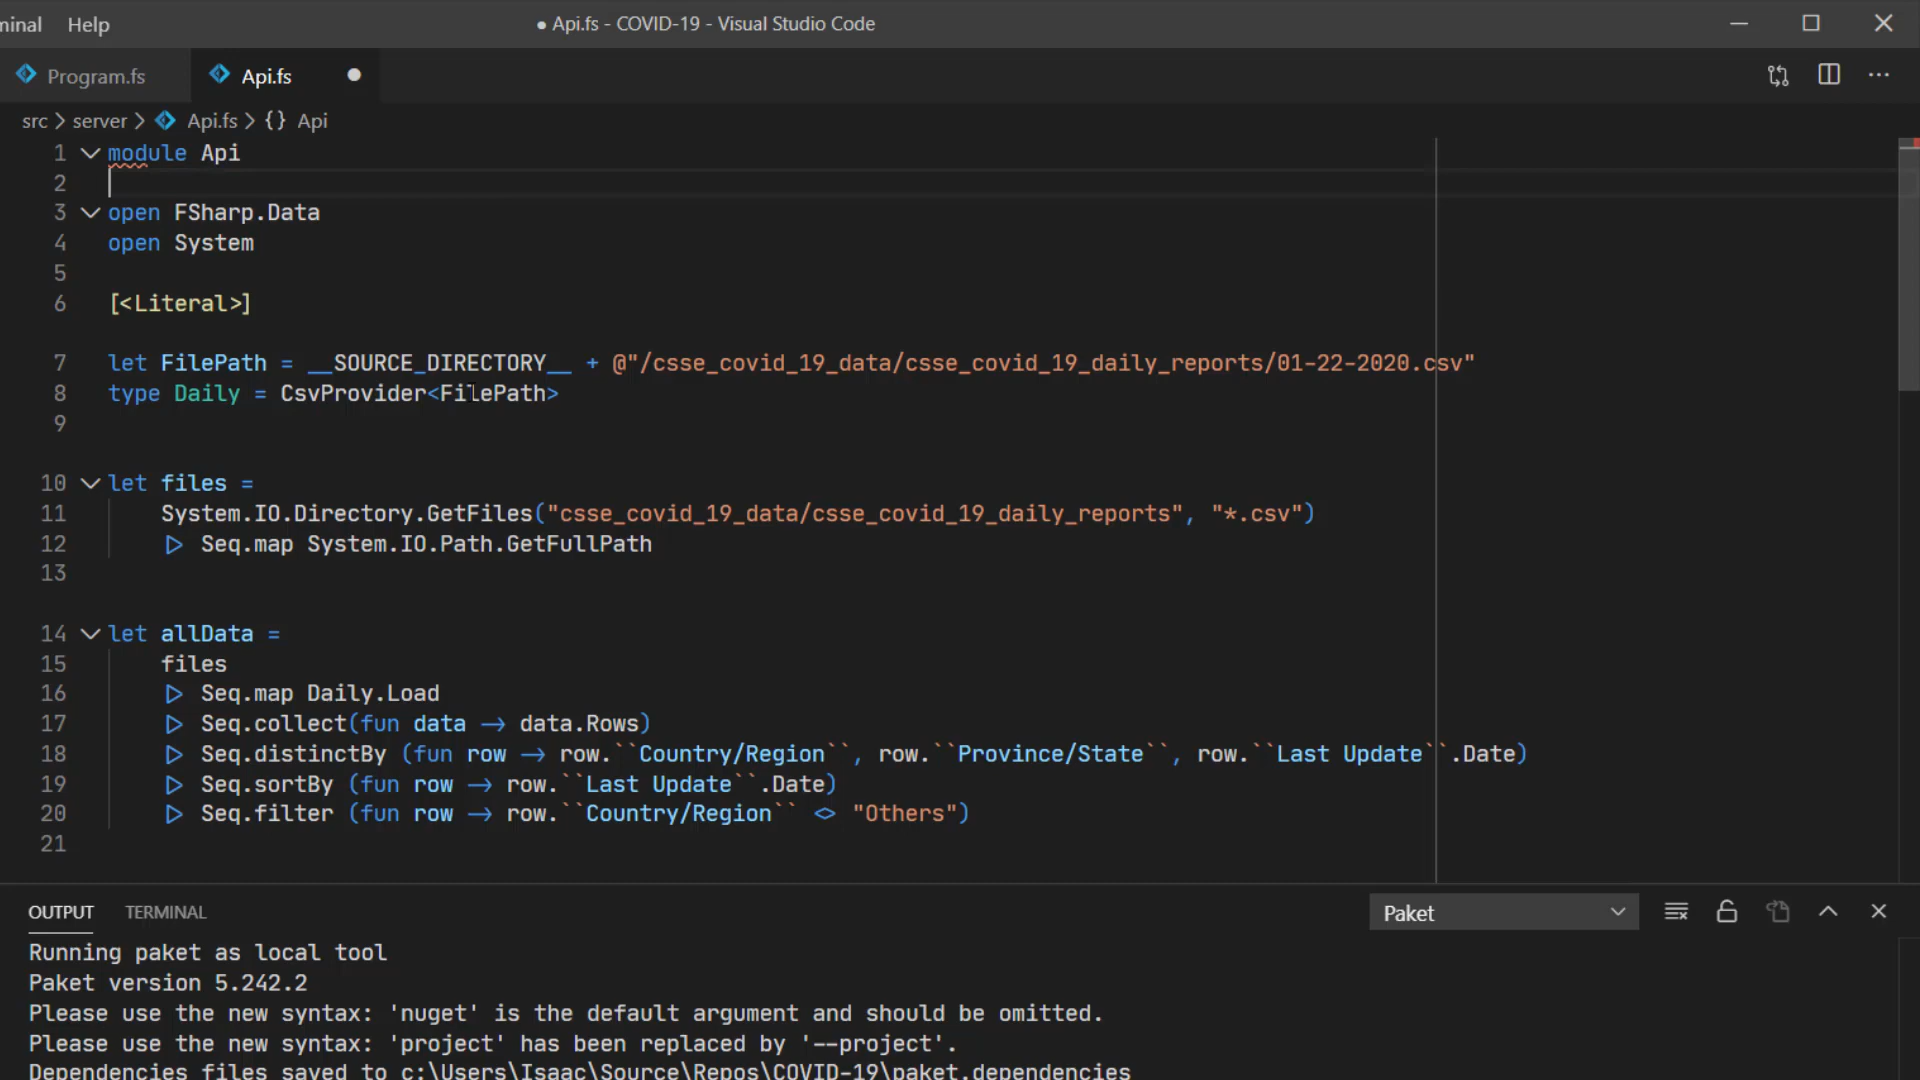 minal Help ● Api.fs - COVID-19 - Visual Studio Code
Program.fs Api.fs
src > server > Api.fs > {} Api
1 module Api
2
3 open FSharp.Data
4 open System
5
6 [<Literal>]
7 let FilePath = __SOURCE_DIRECTORY__ + @"/csse_covid_19_data/csse_covid_19_daily_reports/01-22-2020.csv"
8 type Daily = CsvProvider<FilePath>
9
10 let files =
11 System.IO.Directory.GetFiles("csse_covid_19_data/csse_covid_19_daily_reports", "*.csv")
12 |> Seq.map System.IO.Path.GetFullPath
13
14 let allData =
15 files
16 |> Seq.map Daily.Load
17 |> Seq.collect(fun data -> data.Rows)
18 |> Seq.distinctBy (fun row -> row.``Country/Region``, row.``Province/State``, row.``Last Update``.Date)
19 |> Seq.sortBy (fun row -> row.``Last Update``.Date)
20 |> Seq.filter (fun row -> row.``Country/Region`` <> "Others")
21
OUTPUT TERMINAL Paket
Running paket as local tool
Paket version 5.242.2
Please use the new syntax: 'nuget' is the default argument and should be omitted.
Please use the new syntax: 'project' has been replaced by '--project'.
Dependencies files saved to c:\Users\Isaac\Source\Repos\COVID-19\paket.dependencies